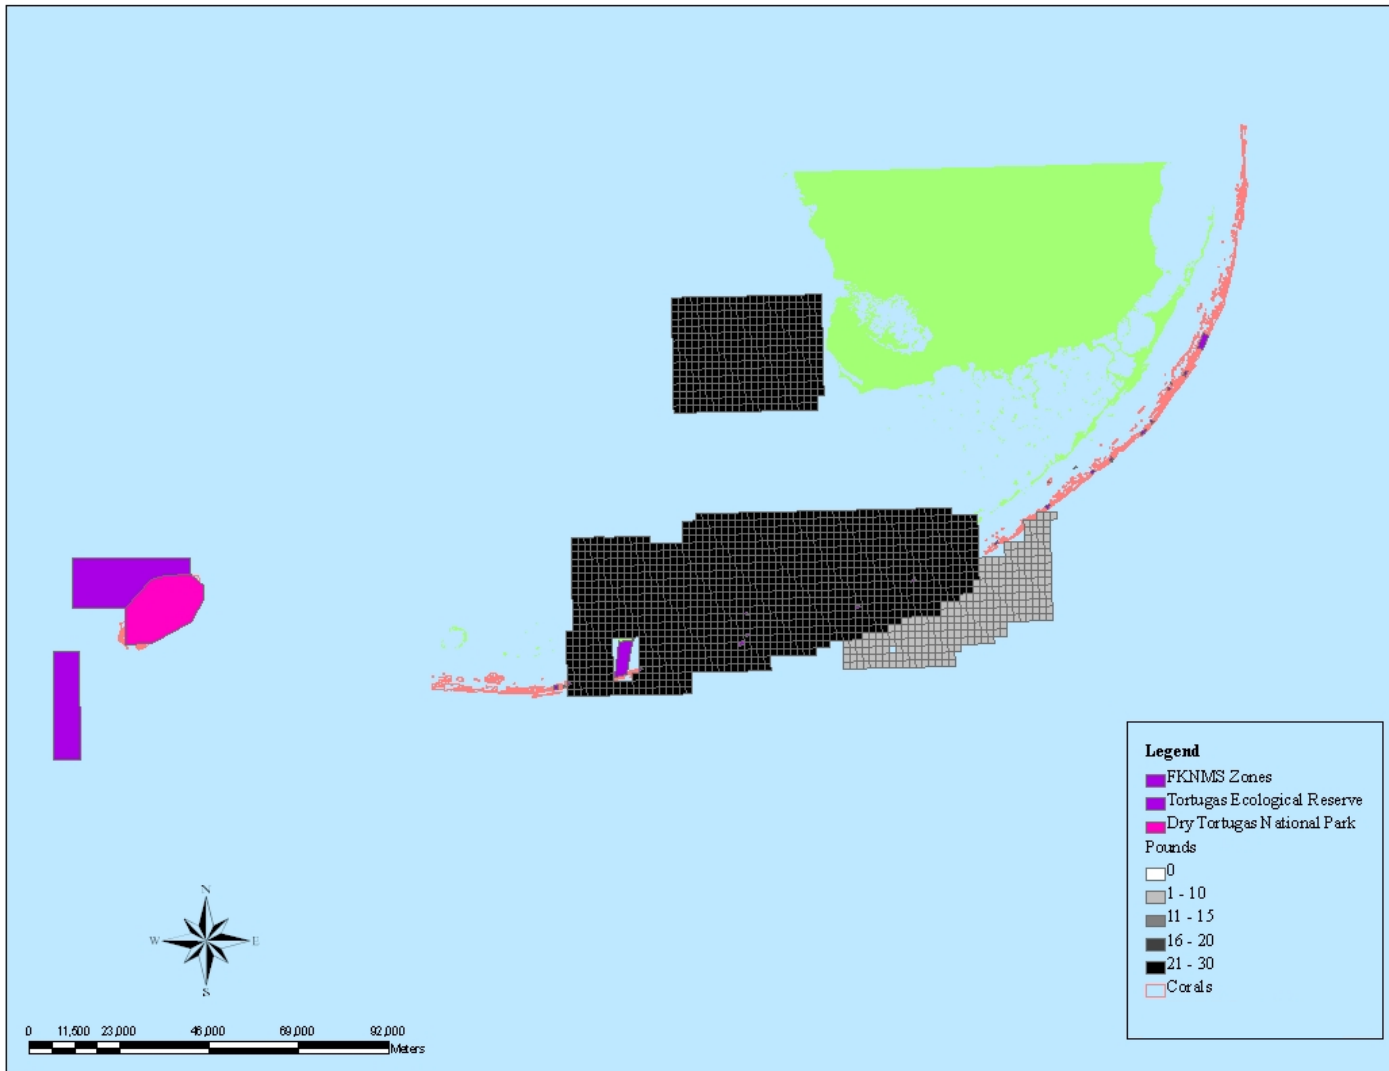 Legend
FKNMS Zones
Tortugas Ecological Reserve
Dry Tortugas National Park
Pounds
0
1 - 10
11 - 15
16 - 20
21 - 30
Corals
N
W E
S
0 11,500 23,000 46,000 69,000 92,000
Meters